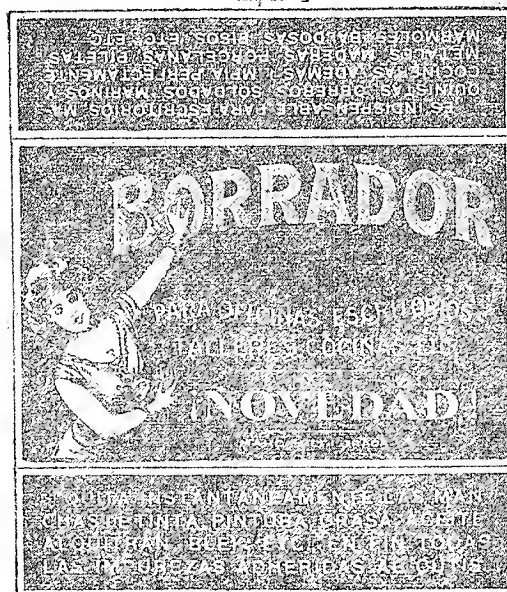 ES INDISPENSABLE PARA ESCRITORIOS, MA-
QUINISTAS, OBREROS, SOLDADOS, MARINOS Y
COCINERAS, ADEMAS LIMPIA PERFECTAMENTE
METALES, MADERAS, PORCELANAS, PILETAS,
MARMOLES, BALDOSAS, PISOS, ETC. ETC.
BORRADOR
PARA OFICINAS, ESCRITORIOS
TALLERES, COCINAS, ETC.
¡NOVEDAD!
QUITA INSTANTÁNEAMENTE LAS MAN-
CHAS DE TINTA, PINTURA, GRASA, ACEITE
ALQUITRAN, BLEK, ETC. EN FIN, TODAS
LAS IMPUREZAS ADHERIDAS AL CUTIS